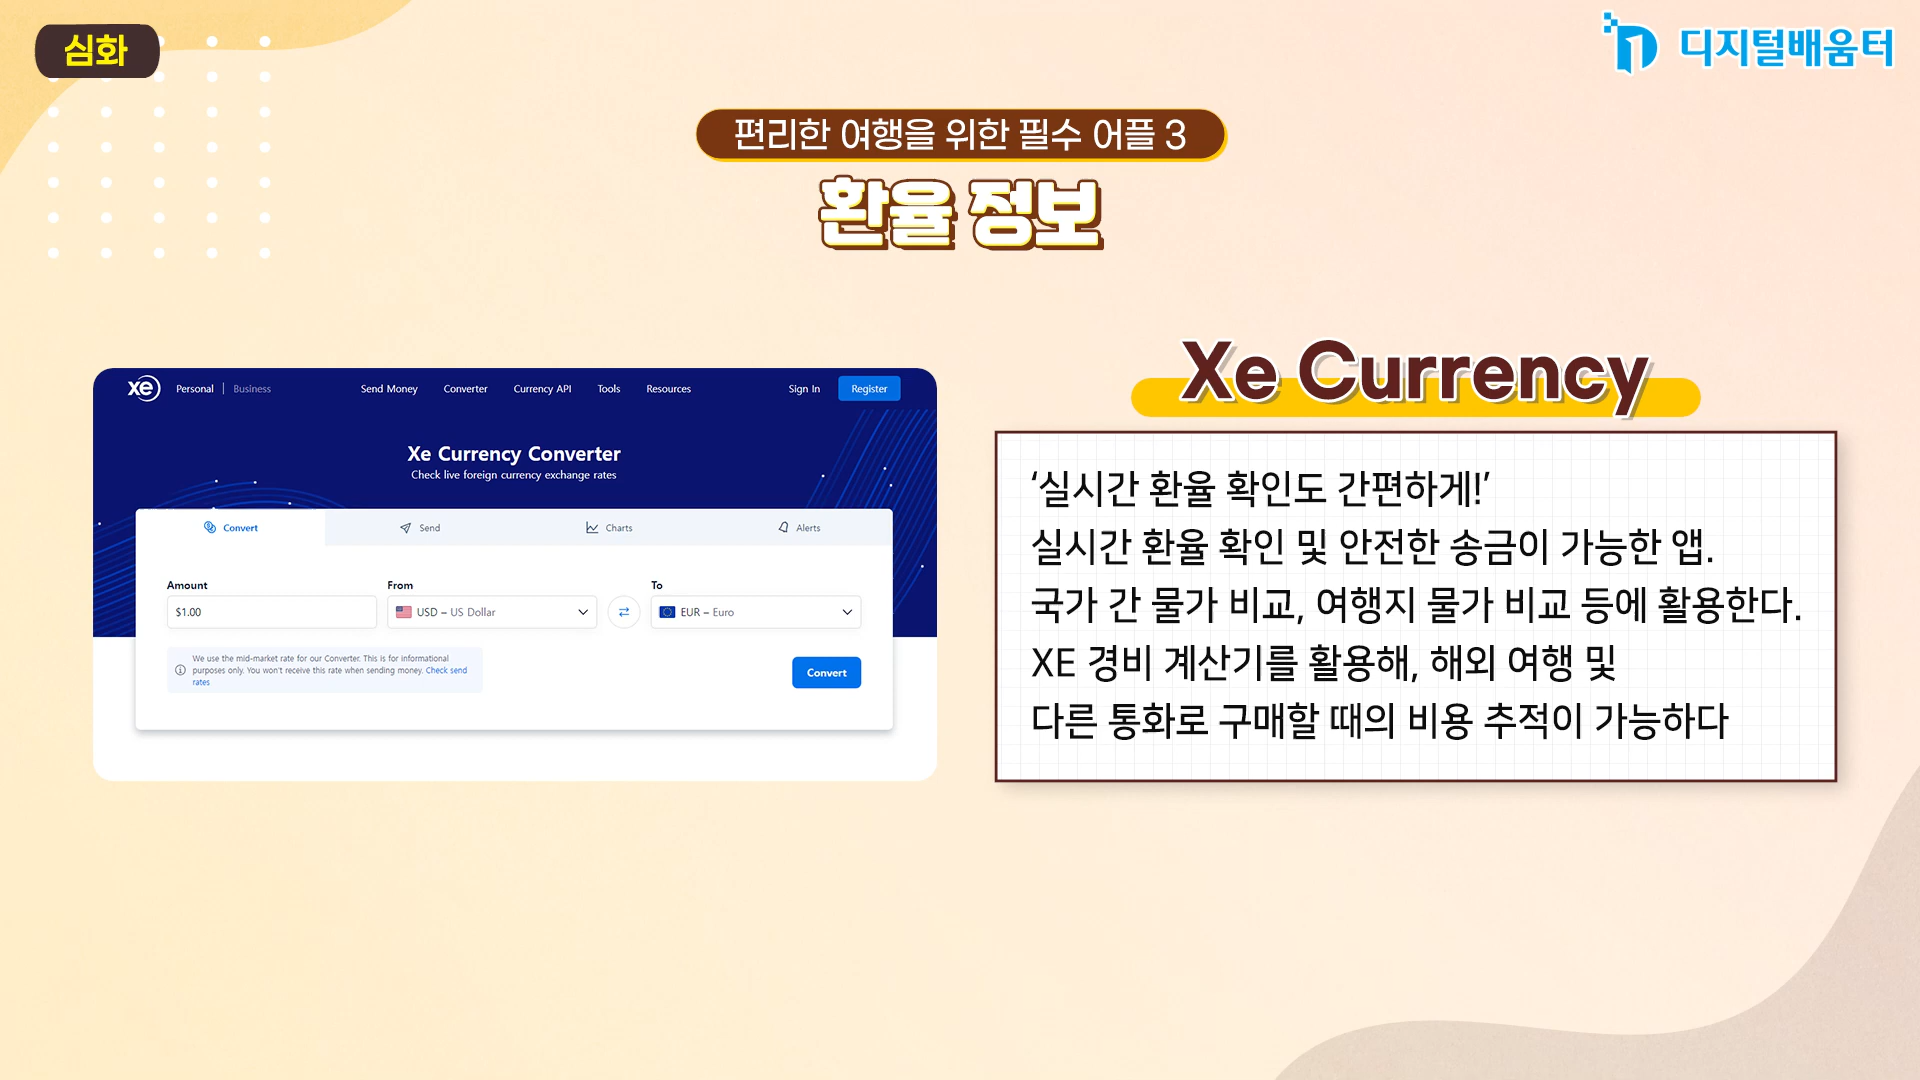 심화
디지털배움터
편리한 여행을 위한 필수 어플 3
환율 정보
xe Personal | Business Send Money Converter Currency API Tools Resources Sign In Register
Xe Currency Converter
Check live foreign currency exchange rates
Convert Send Charts Alerts
Amount From To
$1.00 USD – US Dollar EUR – Euro
We use the mid-market rate for our Converter. This is for informational
purposes only. You won't receive this rate when sending money. Check send
rates
Convert
Xe Currency
‘실시간 환율 확인도 간편하게!’
실시간 환율 확인 및 안전한 송금이 가능한 앱.
국가 간 물가 비교, 여행지 물가 비교 등에 활용한다.
XE 경비 계산기를 활용해, 해외 여행 및
다른 통화로 구매할 때의 비용 추적이 가능하다